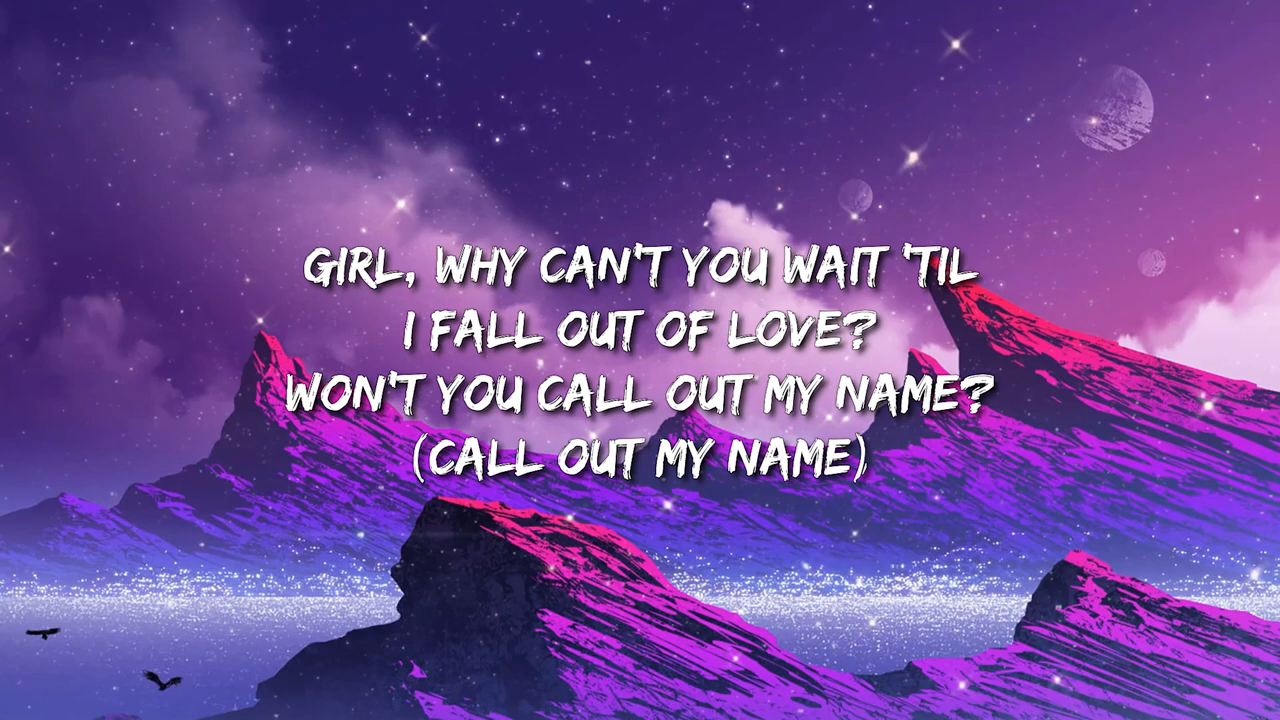 GIRL, WHY CAN'T YOU WAIT 'TIL
I FALL OUT OF LOVE?
WON'T YOU CALL OUT MY NAME?
(CALL OUT MY NAME)